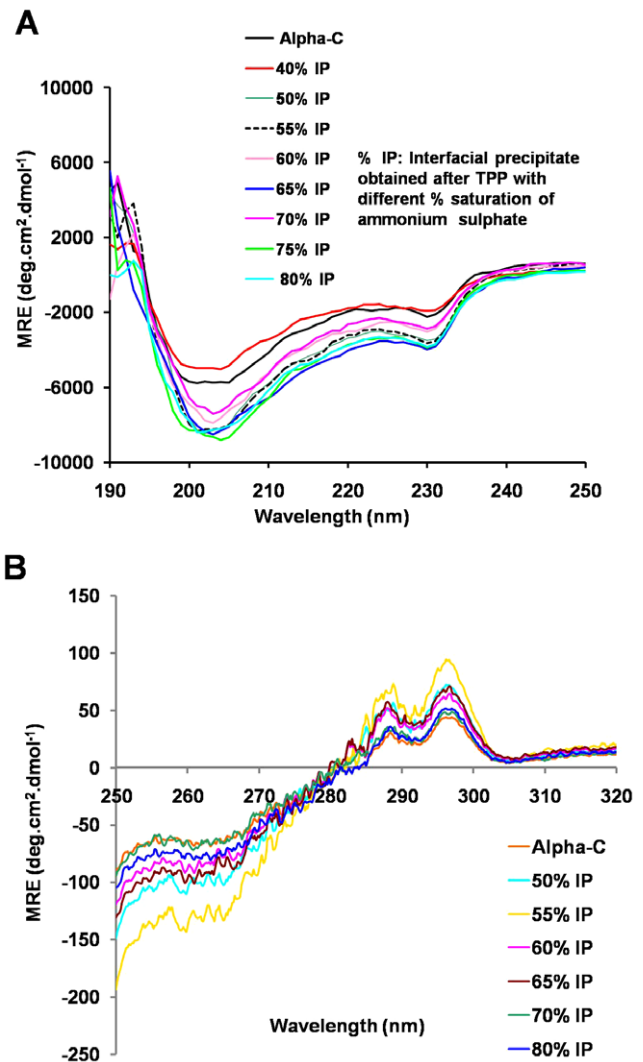 A
Alpha-C
40% IP
50% IP
55% IP
60% IP
65% IP
70% IP
75% IP
80% IP
% IP: Interfacial precipitate
obtained after TPP with
different % saturation of
ammonium sulphate
10000
6000
2000
-2000
-6000
-10000
MRE (deg.cm².dmol⁻¹)
190 200 210 220 230 240 250
Wavelength (nm)
B
150
100
50
0
-50
-100
-150
-200
-250
MRE (deg.cm².dmol⁻¹)
250 260 270 280 290 300 310 320
Wavelength (nm)
Alpha-C
50% IP
55% IP
60% IP
65% IP
70% IP
80% IP